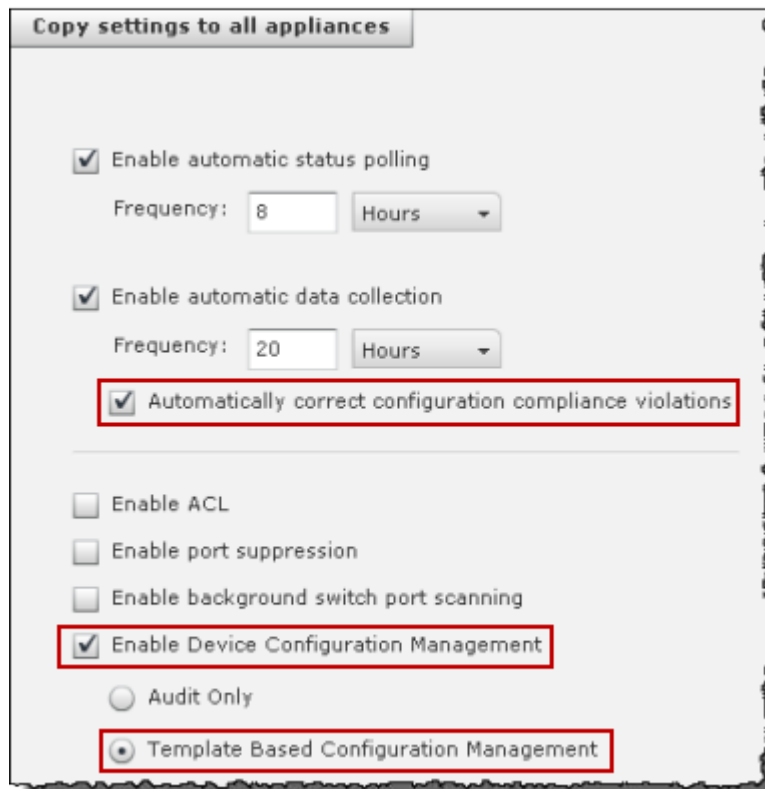 Copy settings to all appliances
Enable automatic status polling
Frequency: 8 Hours
Enable automatic data collection
Frequency: 20 Hours
Automatically correct configuration compliance violations
Enable ACL
Enable port suppression
Enable background switch port scanning
Enable Device Configuration Management
Audit Only
Template Based Configuration Management